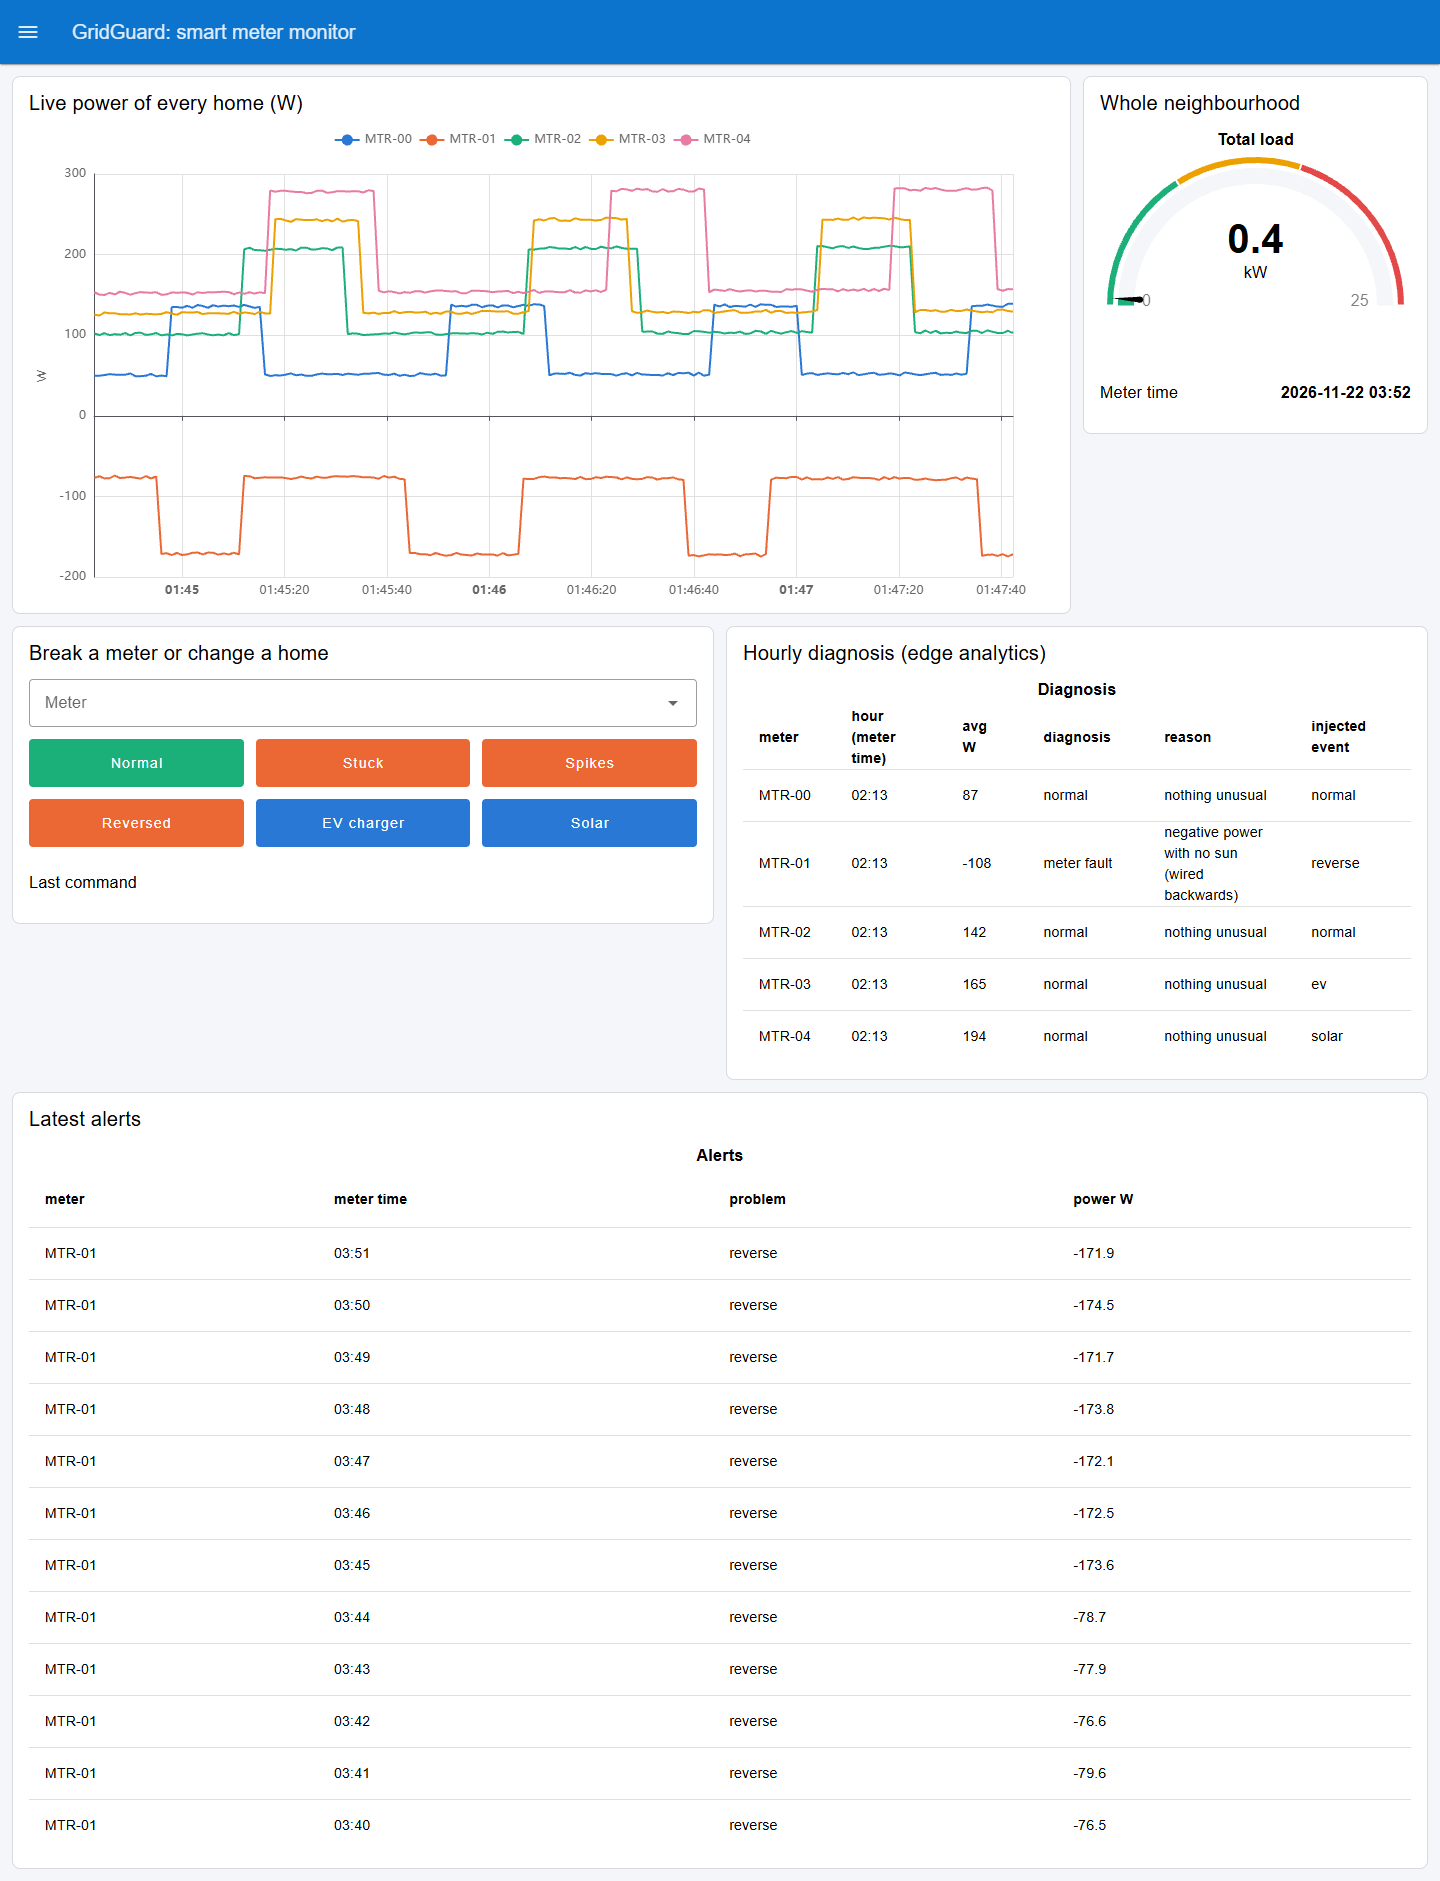 GridGuard: smart meter monitor
Live power of every home (W)
MTR-00 MTR-01 MTR-02 MTR-03 MTR-04
300
200
100
W
0
-100
-200
01:45 01:45:20 01:45:40 01:46 01:46:20 01:46:40 01:47 01:47:20 01:47:40
Whole neighbourhood
Total load
0.4
kW
0 25
Meter time 2026-11-22 03:52
Break a meter or change a home
Meter
Normal Stuck Spikes
Reversed EV charger Solar
Last command
Hourly diagnosis (edge analytics)
Diagnosis
meter hour (meter time) avg W diagnosis reason injected event
MTR-00 02:13 87 normal nothing unusual normal
MTR-01 02:13 -108 meter fault negative power with no sun (wired backwards) reverse
MTR-02 02:13 142 normal nothing unusual normal
MTR-03 02:13 165 normal nothing unusual ev
MTR-04 02:13 194 normal nothing unusual solar
Latest alerts
Alerts
meter meter time problem power W
MTR-01 03:51 reverse -171.9
MTR-01 03:50 reverse -174.5
MTR-01 03:49 reverse -171.7
MTR-01 03:48 reverse -173.8
MTR-01 03:47 reverse -172.1
MTR-01 03:46 reverse -172.5
MTR-01 03:45 reverse -173.6
MTR-01 03:44 reverse -78.7
MTR-01 03:43 reverse -77.9
MTR-01 03:42 reverse -76.6
MTR-01 03:41 reverse -79.6
MTR-01 03:40 reverse -76.5